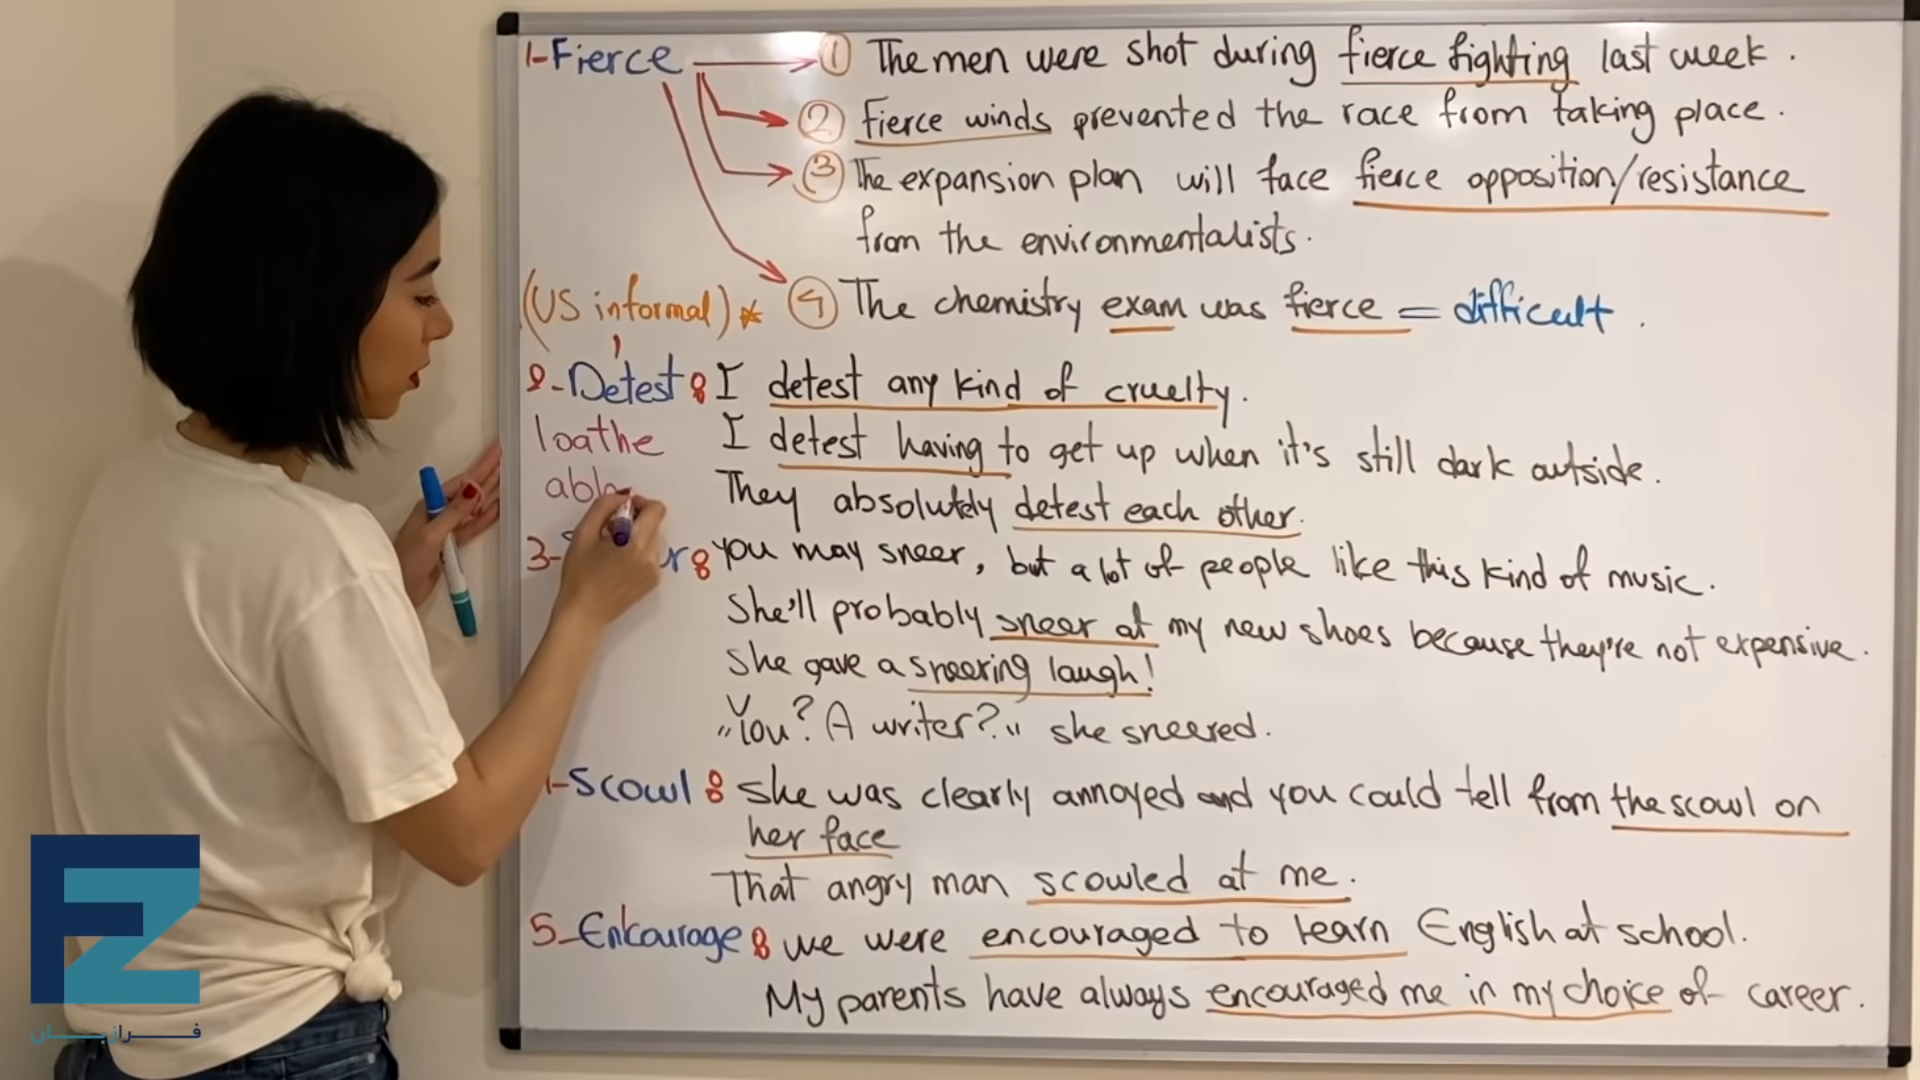 1-Fierce ① The men were shot during fierce fighting last week.
② Fierce winds prevented the race from taking place.
③ The expansion plan will face fierce opposition/resistance
from the environmentalists.
(US informal) * ④ The chemistry exam was fierce = difficult.
2-Detest: I detest any kind of cruelty.
loathe I detest having to get up when it's still dark outside.
They absolutely detest each other.
3- You may sneer, but a lot of people like this kind of music.
She'll probably sneer at my new shoes because they're not expensive.
She gave a sneering laugh!
"You? A writer?" she sneered.
-Scowl: She was clearly annoyed and you could tell from the scowl on
her face
That angry man scowled at me.
5-Encourage: We were encouraged to learn English at school.
My parents have always encouraged me in my choice of career.
FZ
فرازبان